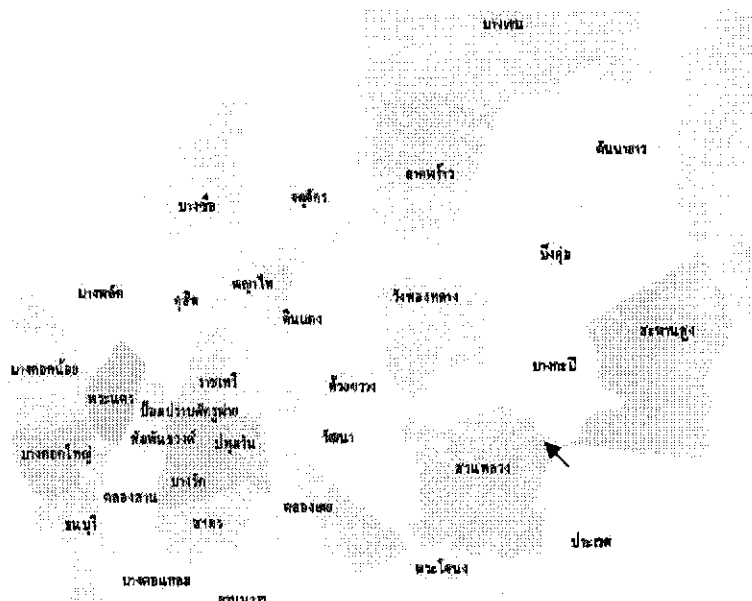 บางเขน
คันนายาว
ลาดพร้าว
บางซื่อ
จตุจักร
บึงกุ่ม
พญาไท
บางพลัด
ดุสิต
วังทองหลาง
ดินแดง
สะพานสูง
บางกอกน้อย
บางกะปิ
ราชเทวี
ห้วยขวาง
พระนคร
ป้อมปราบศัตรูพ่าย
สัมพันธวงศ์
ปทุมวัน
วัฒนา
บางกอกใหญ่
สวนหลวง
บางรัก
คลองสาน
คลองเตย
ธนบุรี
สาทร
ประเวศ
พระโขนง
บางคอแหลม